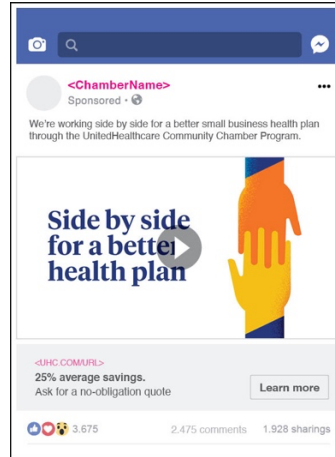 <ChamberName>
Sponsored •
We're working side by side for a better small business health plan
through the UnitedHealthcare Community Chamber Program.
Side by side
for a better
health plan
<UHC.COM/URL>
25% average savings.
Ask for a no-obligation quote
Learn more
3.675 2.475 comments 1.928 sharings